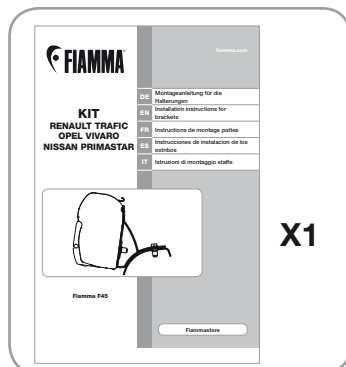 fiamma.com
FIAMMA
KIT
RENAULT TRAFIC
OPEL VIVARO
NISSAN PRIMASTAR
DE Montageanleitung für die
Halterungen
EN Installation instructions for
brackets
FR Instructions de montage pattes
ES Instrucciones de instalacion de los
estribos
IT Istruzioni di montaggio staffe
X1
Fiamma F45
Fiammastore